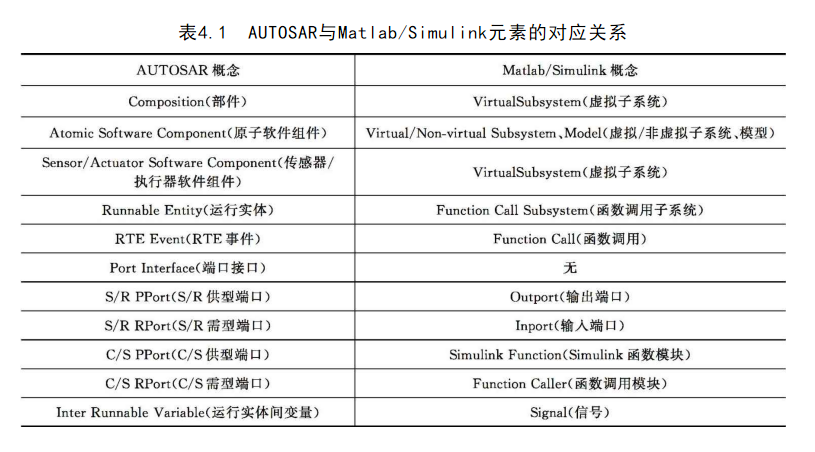 表4.1 AUTOSAR与Matlab/Simulink元素的对应关系
AUTOSAR 概念 Matlab/Simulink 概念
Composition(部件) VirtualSubsystem(虚拟子系统)
Atomic Software Component(原子软件组件) Virtual/Non-virtual Subsystem、Model(虚拟/非虚拟子系统、模型)
Sensor/Actuator Software Component(传感器/
执行器软件组件) VirtualSubsystem(虚拟子系统)
Runnable Entity(运行实体) Function Call Subsystem(函数调用子系统)
RTE Event(RTE 事件) Function Call(函数调用)
Port Interface(端口接口) 无
S/R PPort(S/R 供型端口) Outport(输出端口)
S/R RPort(S/R 需型端口) Inport(输入端口)
C/S PPort(C/S 供型端口) Simulink Function(Simulink 函数模块)
C/S RPort(C/S 需型端口) Function Caller(函数调用模块)
Inter Runnable Variable(运行实体间变量) Signal(信号)